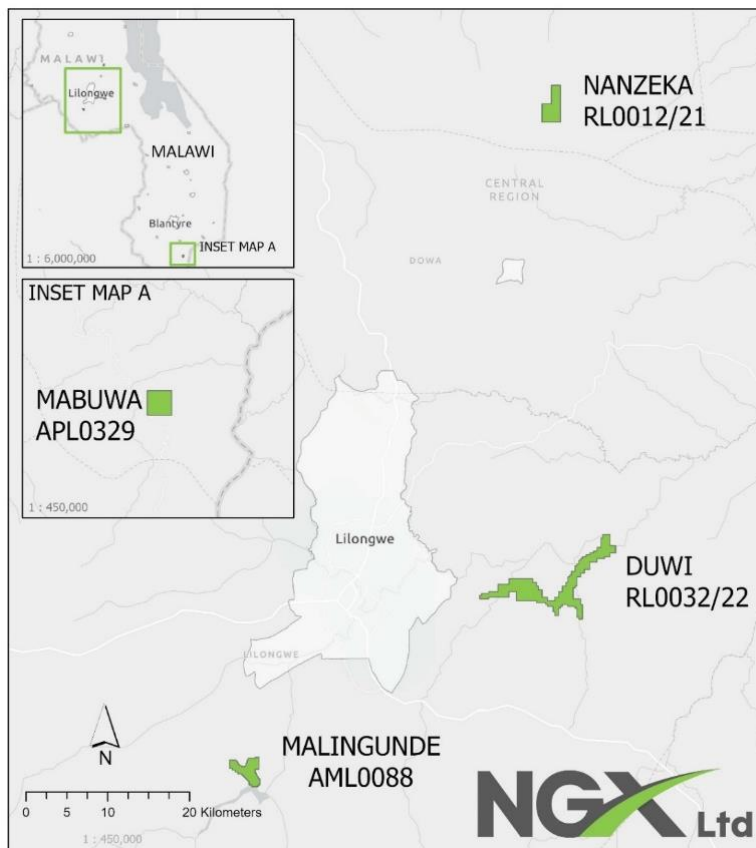 MALAWI
Lilongwe
MALAWI
Blantyre
INSET MAP A
1 : 6,000,000
INSET MAP A
MABUWA
APL0329
1 : 450,000
NANZEKA
RL0012/21
CENTRAL
REGION
DOWA
Lilongwe
DUWI
RL0032/22
LILONGWE
MALINGUNDE
AML0088
N
0 5 10 20 Kilometers
1 : 450,000
NGX Ltd